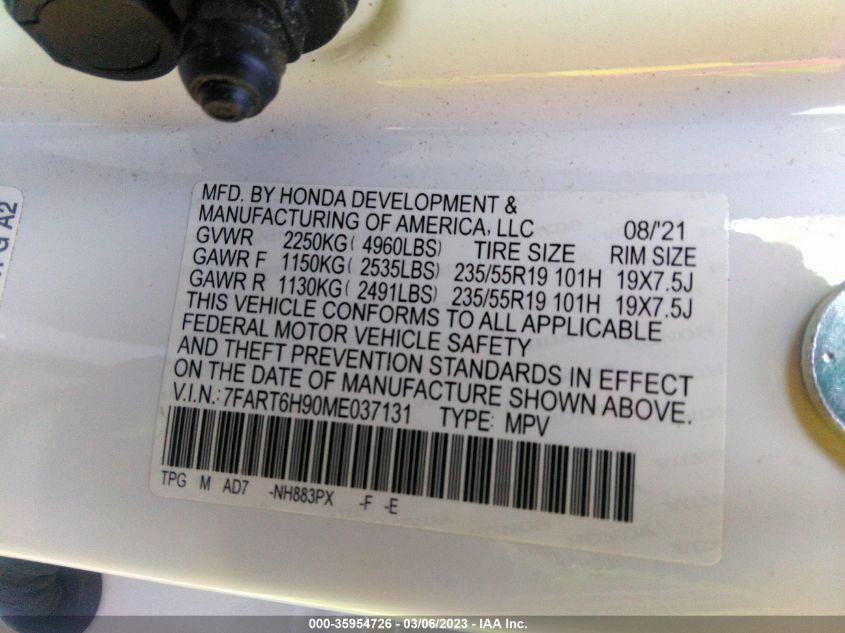 MFD. BY HONDA DEVELOPMENT &
MANUFACTURING OF AMERICA, LLC 08/'21
GVWR 2250KG( 4960LBS) TIRE SIZE RIM SIZE
GAWR F 1150KG( 2535LBS) 235/55R19 101H 19X7.5J
GAWR R 1130KG( 2491LBS) 235/55R19 101H 19X7.5J
THIS VEHICLE CONFORMS TO ALL APPLICABLE
FEDERAL MOTOR VEHICLE SAFETY
AND THEFT PREVENTION STANDARDS IN EFFECT
ON THE DATE OF MANUFACTURE SHOWN ABOVE.
V.I.N.: 7FART6H90ME037131 TYPE: MPV
TPG M AD7 -NH883PX -F -E
A2
000-35954726 - 03/06/2023 - IAA Inc.